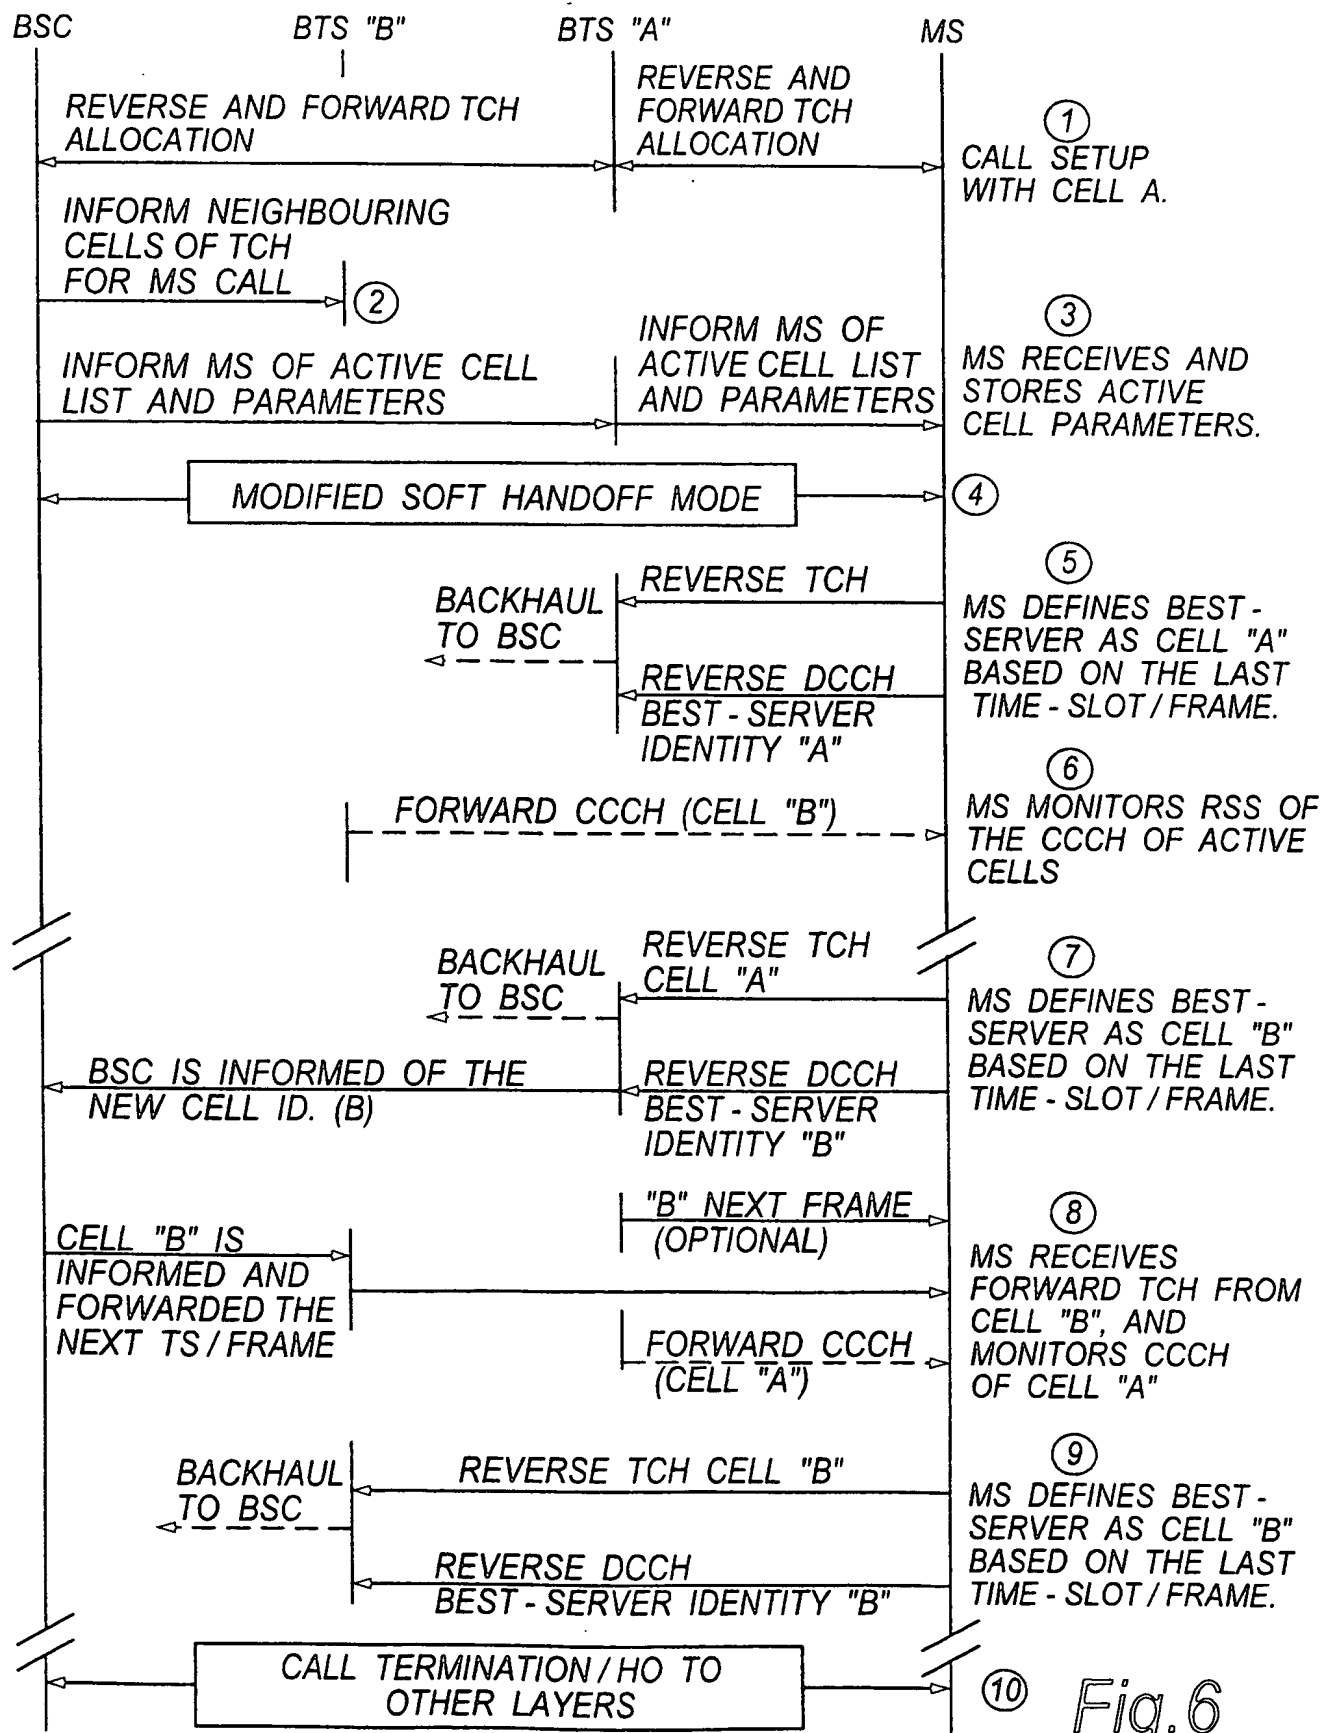 BSC BTS "B" BTS "A" MS
REVERSE AND FORWARD TCH
ALLOCATION
REVERSE AND
FORWARD TCH
ALLOCATION
1
CALL SETUP
WITH CELL A.
INFORM NEIGHBOURING
CELLS OF TCH
FOR MS CALL
2
INFORM MS OF ACTIVE CELL
LIST AND PARAMETERS
INFORM MS OF
ACTIVE CELL LIST
AND PARAMETERS
3
MS RECEIVES AND
STORES ACTIVE
CELL PARAMETERS.
MODIFIED SOFT HANDOFF MODE
4
REVERSE TCH
BACKHAUL
TO BSC
REVERSE DCCH
BEST-SERVER
IDENTITY "A"
5
MS DEFINES BEST-
SERVER AS CELL "A"
BASED ON THE LAST
TIME-SLOT/FRAME.
FORWARD CCCH (CELL "B")
6
MS MONITORS RSS OF
THE CCCH OF ACTIVE
CELLS
REVERSE TCH
CELL "A"
BACKHAUL
TO BSC
BSC IS INFORMED OF THE
NEW CELL ID. (B)
REVERSE DCCH
BEST-SERVER
IDENTITY "B"
7
MS DEFINES BEST-
SERVER AS CELL "B"
BASED ON THE LAST
TIME-SLOT/FRAME.
"B" NEXT FRAME
(OPTIONAL)
CELL "B" IS
INFORMED AND
FORWARDED THE
NEXT TS/FRAME
FORWARD CCCH
(CELL "A")
8
MS RECEIVES
FORWARD TCH FROM
CELL "B", AND
MONITORS CCCH
OF CELL "A"
BACKHAUL
TO BSC
REVERSE TCH CELL "B"
REVERSE DCCH
BEST-SERVER IDENTITY "B"
9
MS DEFINES BEST-
SERVER AS CELL "B"
BASED ON THE LAST
TIME-SLOT/FRAME.
CALL TERMINATION/HO TO
OTHER LAYERS
10
Fig.6